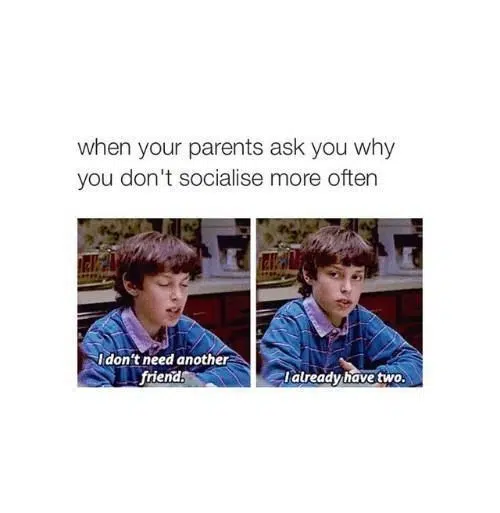 when your parents ask you why
you don't socialise more often
I don't need another
friend.
I already have two.